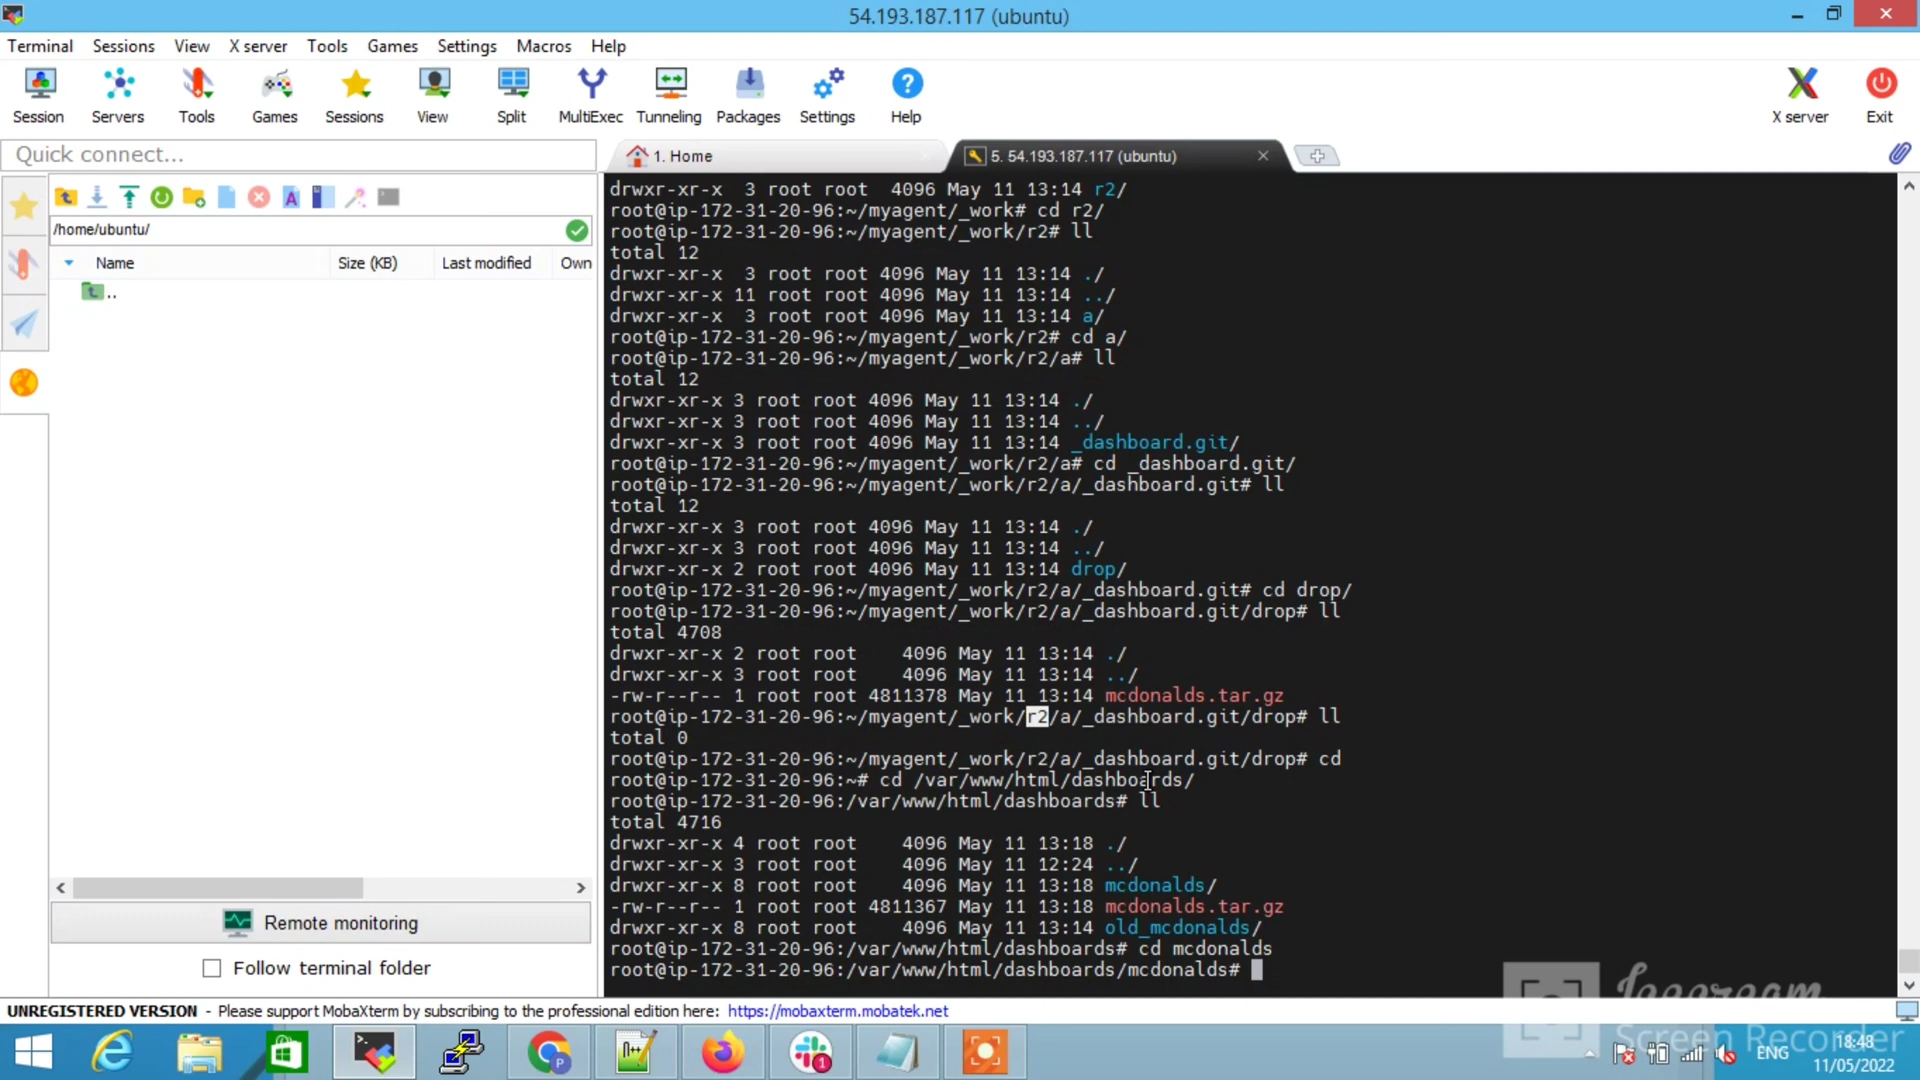 54.193.187.117 (ubuntu)
Terminal Sessions View X server Tools Games Settings Macros Help
Session Servers Tools Games Sessions View Split MultiExec Tunneling Packages Settings Help X server Exit
Quick connect...
1. Home
5. 54.193.187.117 (ubuntu)
/home/ubuntu/
Name Size (KB) Last modified Own
..
drwxr-xr-x  3 root root  4096 May 11 13:14 r2/
root@ip-172-31-20-96:~/myagent/_work# cd r2/
root@ip-172-31-20-96:~/myagent/_work/r2# ll
total 12
drwxr-xr-x  3 root root 4096 May 11 13:14 ./
drwxr-xr-x 11 root root 4096 May 11 13:14 ../
drwxr-xr-x  3 root root 4096 May 11 13:14 a/
root@ip-172-31-20-96:~/myagent/_work/r2# cd a/
root@ip-172-31-20-96:~/myagent/_work/r2/a# ll
total 12
drwxr-xr-x 3 root root 4096 May 11 13:14 ./
drwxr-xr-x 3 root root 4096 May 11 13:14 ../
drwxr-xr-x 3 root root 4096 May 11 13:14 _dashboard.git/
root@ip-172-31-20-96:~/myagent/_work/r2/a# cd _dashboard.git/
root@ip-172-31-20-96:~/myagent/_work/r2/a/_dashboard.git# ll
total 12
drwxr-xr-x 3 root root 4096 May 11 13:14 ./
drwxr-xr-x 3 root root 4096 May 11 13:14 ../
drwxr-xr-x 2 root root 4096 May 11 13:14 drop/
root@ip-172-31-20-96:~/myagent/_work/r2/a/_dashboard.git# cd drop/
root@ip-172-31-20-96:~/myagent/_work/r2/a/_dashboard.git/drop# ll
total 4708
drwxr-xr-x 2 root root    4096 May 11 13:14 ./
drwxr-xr-x 3 root root    4096 May 11 13:14 ../
-rw-r--r-- 1 root root 4811378 May 11 13:14 mcdonalds.tar.gz
root@ip-172-31-20-96:~/myagent/_work/r2/a/_dashboard.git/drop# ll
total 0
root@ip-172-31-20-96:~/myagent/_work/r2/a/_dashboard.git/drop# cd
root@ip-172-31-20-96:~# cd /var/www/html/dashboards/
root@ip-172-31-20-96:/var/www/html/dashboards# ll
total 4716
drwxr-xr-x 4 root root    4096 May 11 13:18 ./
drwxr-xr-x 3 root root    4096 May 11 12:24 ../
drwxr-xr-x 8 root root    4096 May 11 13:18 mcdonalds/
-rw-r--r-- 1 root root 4811367 May 11 13:18 mcdonalds.tar.gz
drwxr-xr-x 8 root root    4096 May 11 13:14 old_mcdonalds/
root@ip-172-31-20-96:/var/www/html/dashboards# cd mcdonalds
root@ip-172-31-20-96:/var/www/html/dashboards/mcdonalds#
Remote monitoring
Follow terminal folder
Icecream
Screen Recorder
UNREGISTERED VERSION - Please support MobaXterm by subscribing to the professional edition here: https://mobaxterm.mobatek.net
ENG
18:48
11/05/2022